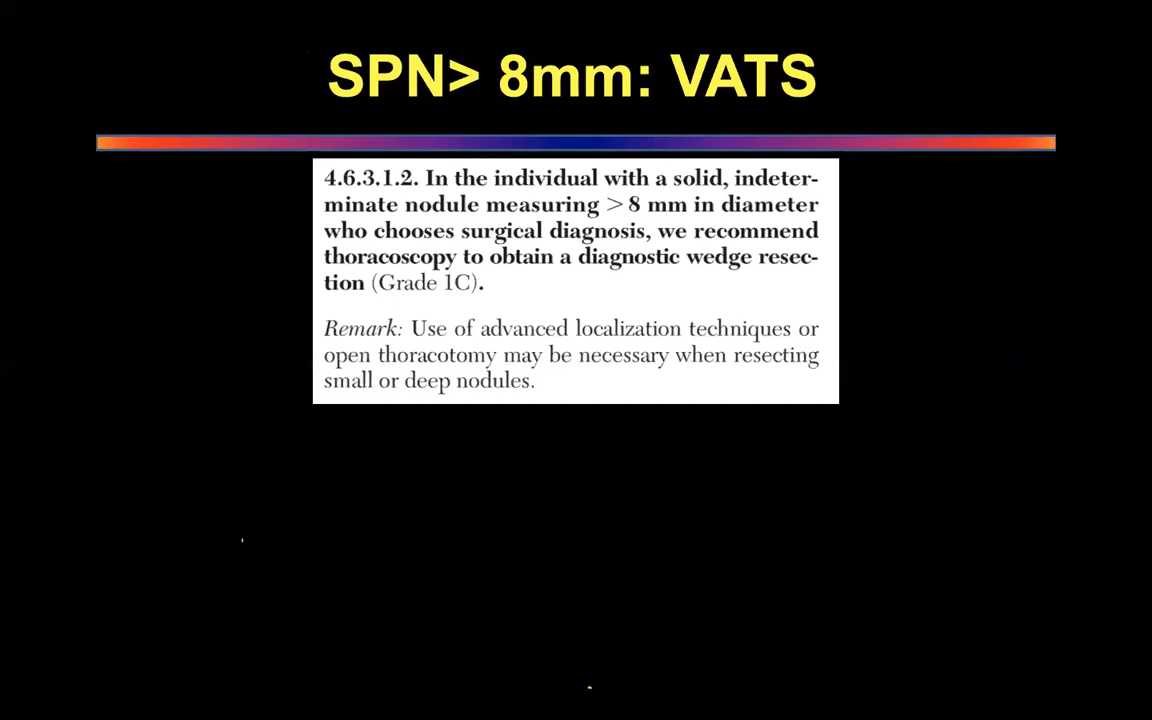 SPN> 8mm: VATS
4.6.3.1.2. In the individual with a solid, indeter-
minate nodule measuring >8 mm in diameter
who chooses surgical diagnosis, we recommend
thoracoscopy to obtain a diagnostic wedge resec-
tion (Grade 1C).
Remark: Use of advanced localization techniques or
open thoracotomy may be necessary when resecting
small or deep nodules.